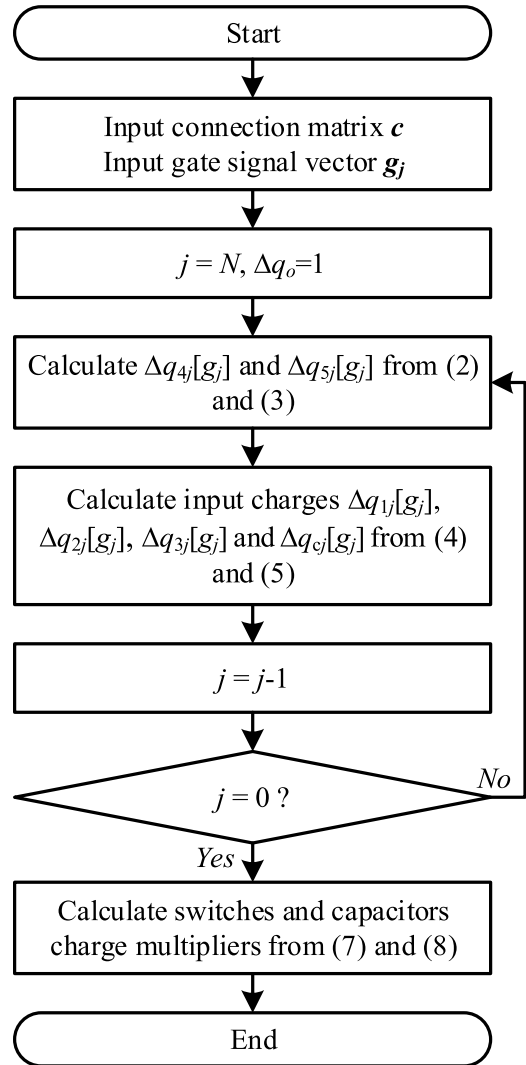 Start
Input connection matrix c
Input gate signal vector gⱼ
j = N, Δqₒ=1
Calculate Δq₄ⱼ[gⱼ] and Δq₅ⱼ[gⱼ] from (2)
and (3)
Calculate input charges Δq₁ⱼ[gⱼ],
Δq₂ⱼ[gⱼ], Δq₃ⱼ[gⱼ] and Δq_cj[gⱼ] from (4)
and (5)
j = j-1
j = 0 ?
No
Yes
Calculate switches and capacitors
charge multipliers from (7) and (8)
End